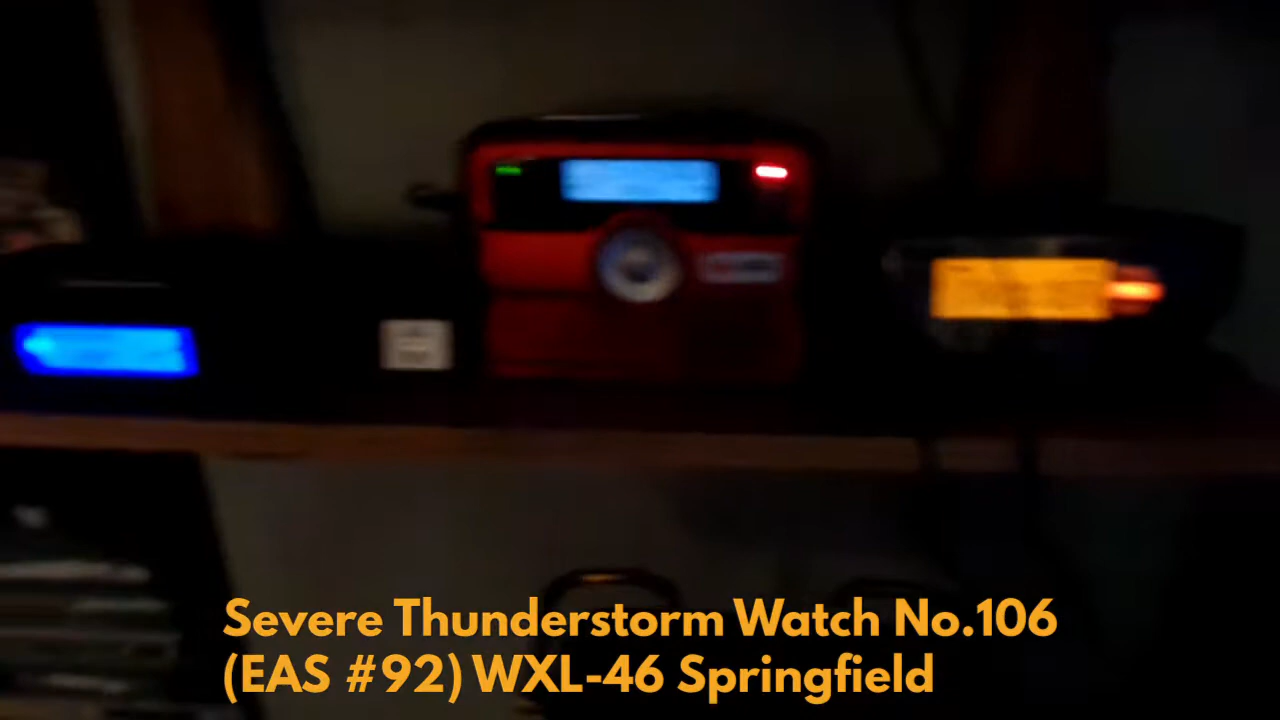 Severe Thunderstorm Watch No.106
(EAS #92) WXL-46 Springfield